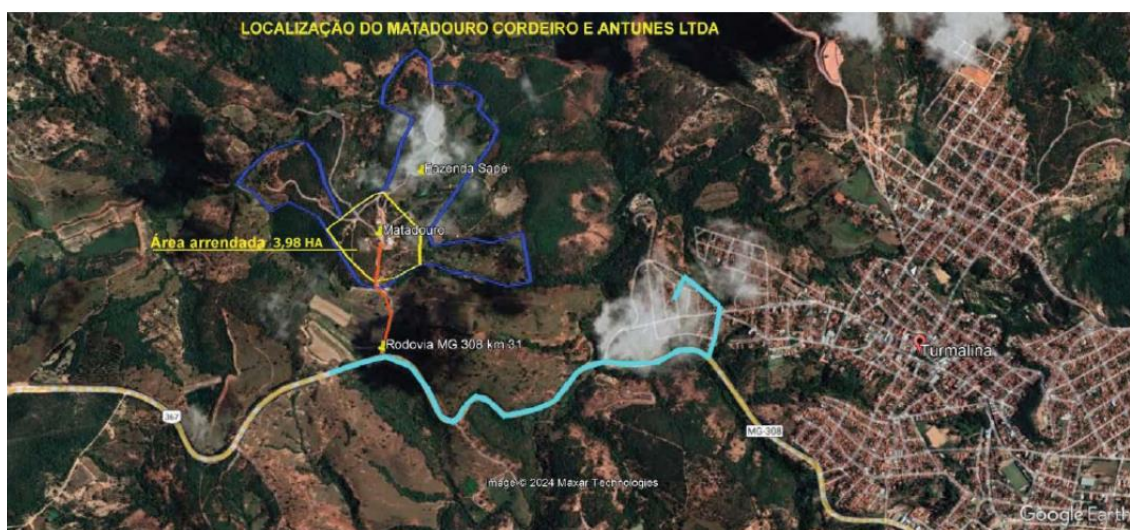 LOCALIZAÇÃO DO MATADOURO CORDEIRO E ANTUNES LTDA
Fazenda Sapé
Matadouro
Área arrendada 3,98 HA
Rodovia MG 308 km 31
Turmalina
367
MG-308
Image © 2024 Maxar Technologies
Google Earth